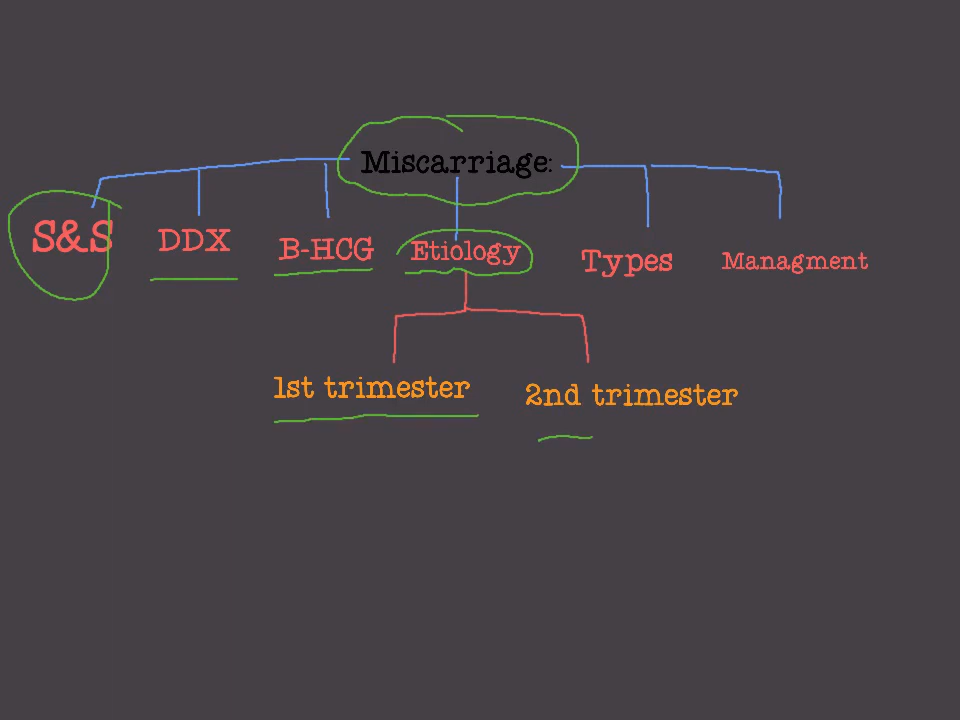 Miscarriage:
S&S
DDX
B-HCG
Etiology
Types
Managment
1st trimester
2nd trimester